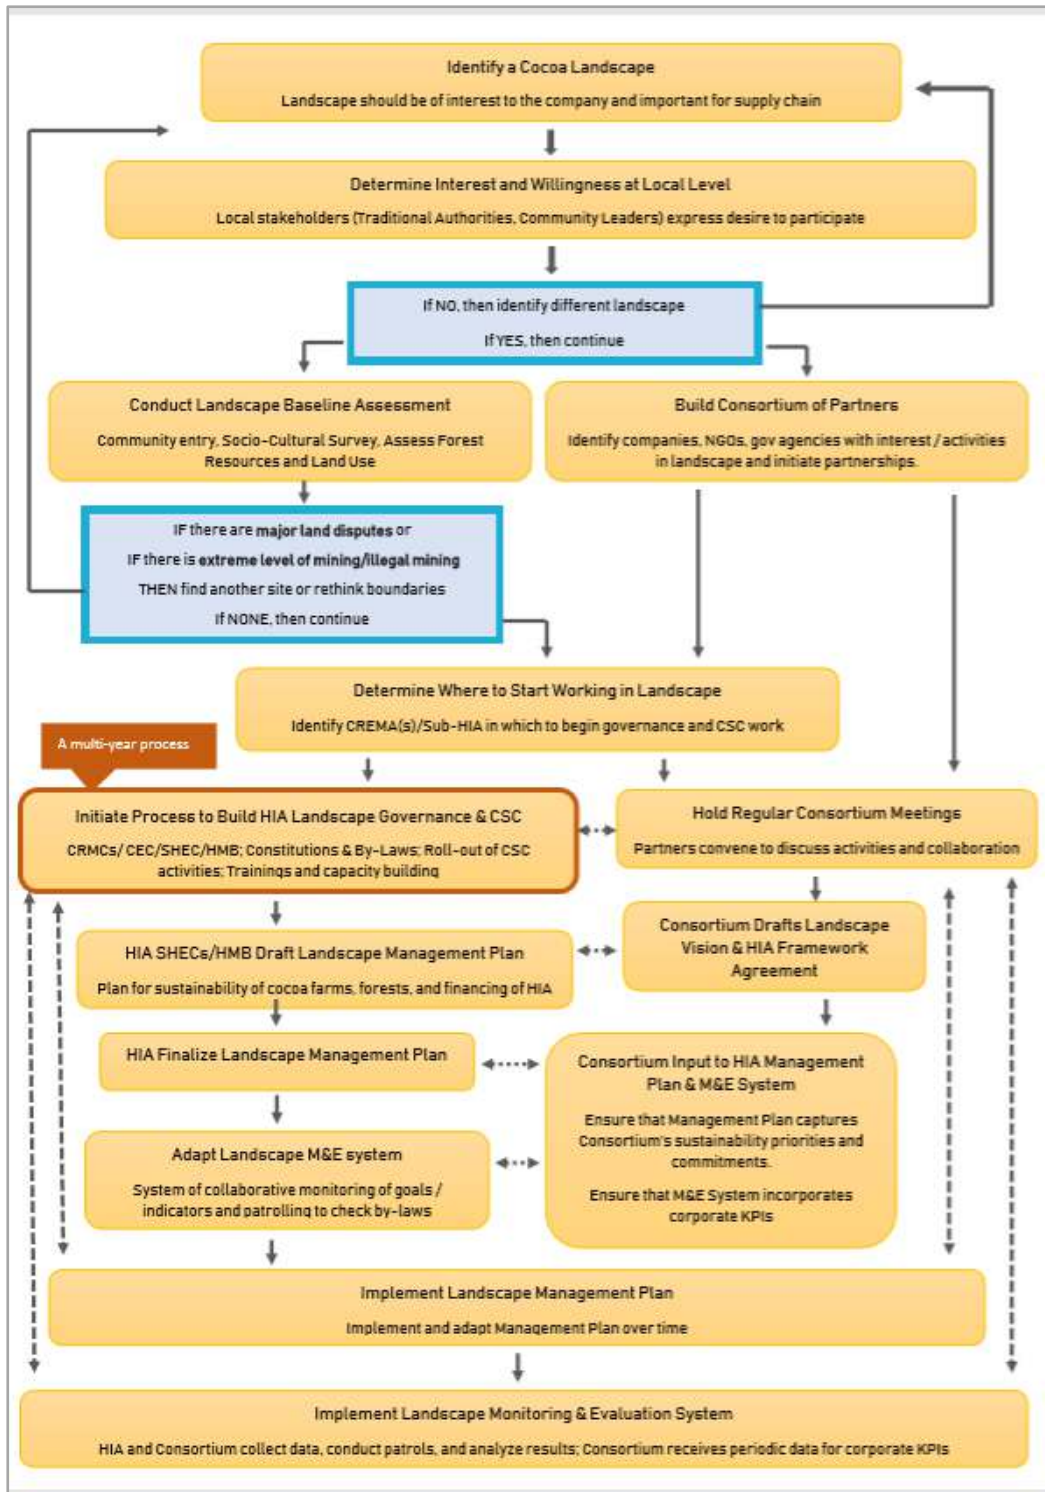 Identify a Cocoa Landscape
Landscape should be of interest to the company and important for supply chain
Determine Interest and Willingness at Local Level
Local stakeholders (Traditional Authorities, Community Leaders) express desire to participate
If NO, then identify different landscape
If YES, then continue
Conduct Landscape Baseline Assessment
Community entry, Socio-Cultural Survey, Assess Forest
Resources and Land Use
Build Consortium of Partners
Identify companies, NGOs, gov agencies with interest / activities
in landscape and initiate partnerships.
IF there are major land disputes or
IF there is extreme level of mining/illegal mining
THEN find another site or rethink boundaries
If NONE, then continue
Determine Where to Start Working in Landscape
Identify CREMA(s)/Sub-HIA in which to begin governance and CSC work
A multi-year process
Initiate Process to Build HIA Landscape Governance & CSC
CRMCs/ CEC/SHEC/HMB; Constitutions & By-Laws; Roll-out of CSC
activities; Trainings and capacity building
Hold Regular Consortium Meetings
Partners convene to discuss activities and collaboration
HIA SHECs/HMB Draft Landscape Management Plan
Plan for sustainability of cocoa farms, forests, and financing of HIA
Consortium Drafts Landscape
Vision & HIA Framework
Agreement
HIA Finalize Landscape Management Plan
Consortium Input to HIA Management
Plan & M&E System
Ensure that Management Plan captures
Consortium's sustainability priorities and
commitments.
Ensure that M&E System incorporates
corporate KPIs
Adapt Landscape M&E system
System of collaborative monitoring of goals /
indicators and patrolling to check by-laws
Implement Landscape Management Plan
Implement and adapt Management Plan over time
Implement Landscape Monitoring & Evaluation System
HIA and Consortium collect data, conduct patrols, and analyze results; Consortium receives periodic data for corporate KPIs